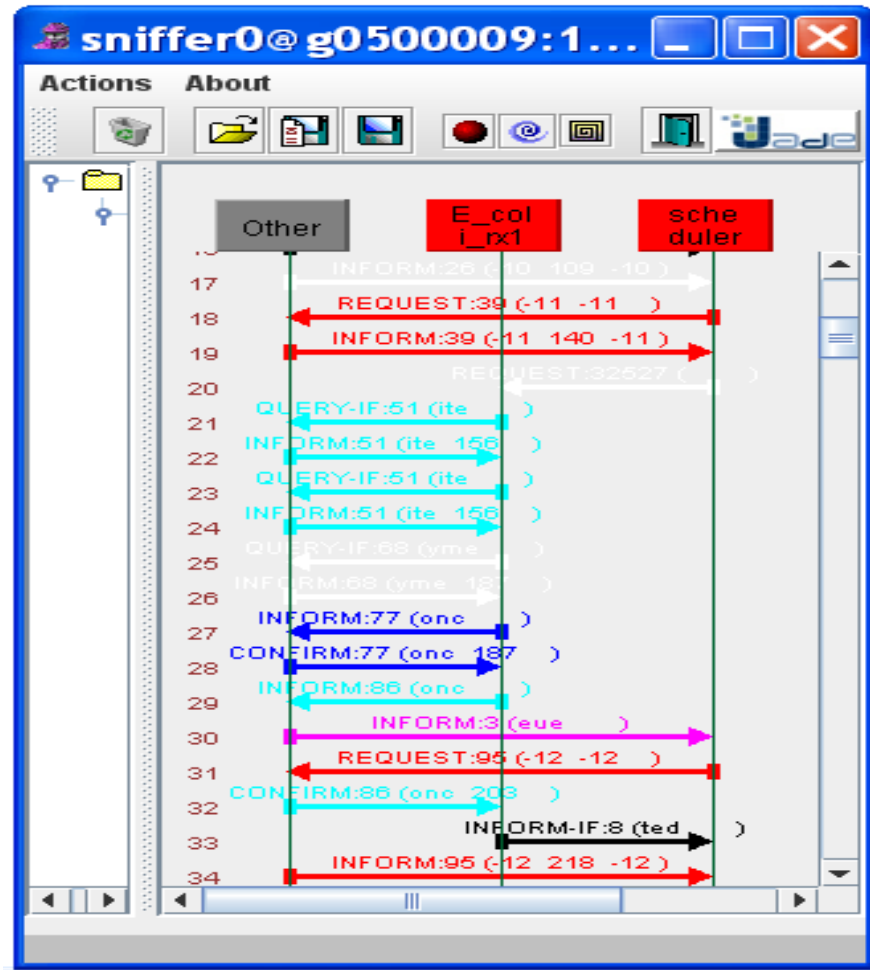 sniffer0@g0500009:1...
Actions About
Jade
Other
E_col
i_rx1
sche
duler
17 INFORM:26 (-10 109 -10 )
18 REQUEST:39 (-11 -11 )
19 INFORM:39 (-11 140 -11 )
20 REQUEST:32527 ( )
21 QUERY-IF:51 (ite )
22 INFORM:51 (ite 156 )
23 QUERY-IF:51 (ite )
24 INFORM:51 (ite 156 )
25 QUERY-IF:68 (yme )
26 INFORM:68 (yme 187 )
27 INFORM:77 (onc )
28 CONFIRM:77 (onc 187 )
29 INFORM:86 (onc )
30 INFORM:3 (eue )
31 REQUEST:95 (-12 -12 )
32 CONFIRM:86 (onc 203 )
33 INFORM-IF:8 (ted )
34 INFORM:95 (-12 218 -12 )